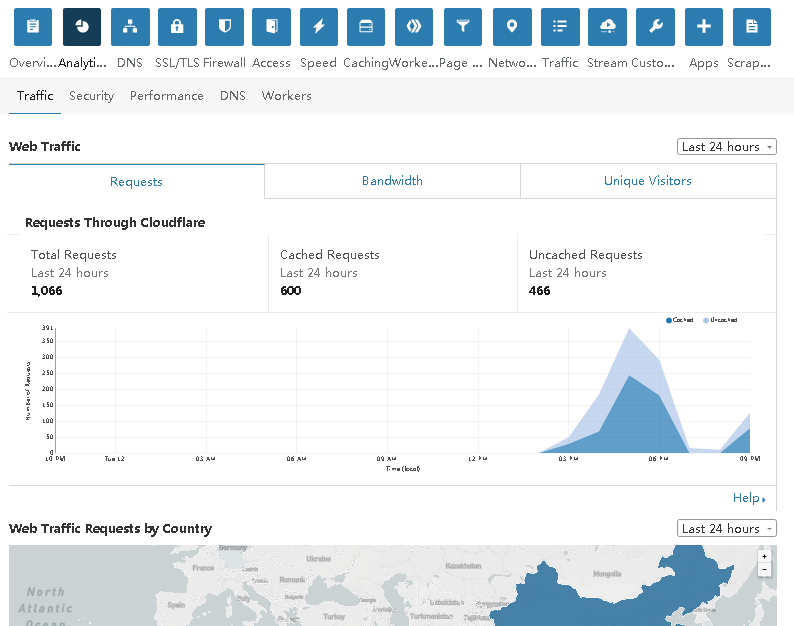 Overvi... Analyti... DNS SSL/TLS Firewall Access Speed Caching Worke... Page ... Netwo... Traffic Stream Custo... Apps Scrap...
Traffic Security Performance DNS Workers
Web Traffic Last 24 hours
Requests Bandwidth Unique Visitors
Requests Through Cloudflare
Total Requests Cached Requests Uncached Requests
Last 24 hours Last 24 hours Last 24 hours
1,066 600 466
Cached Uncached
391
350
300
250
200
150
100
50
0
Number of Requests
10 PM Tue 12 03 AM 06 AM 09 AM 12 PM 03 PM 06 PM 09 PM
Time (local)
Help
Web Traffic Requests by Country Last 24 hours
Germany
Ukraine
France
Austria
Kazakhstan
Mongolia
Romania
Italy
Bulgaria
Spain
Georgia
Uzbekistan
Kyrgyzstan
Turkey
Turkmenistan
Tajikistan
North
Atlantic
Ocean
+
-